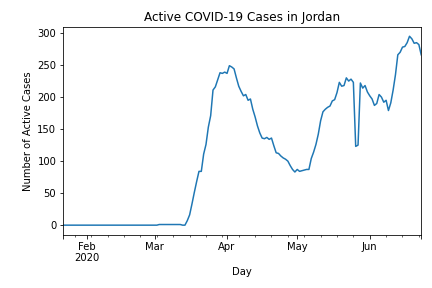 Active COVID-19 Cases in Jordan
300
250
200
150
100
50
0
Number of Active Cases
Feb Mar Apr May Jun
2020
Day